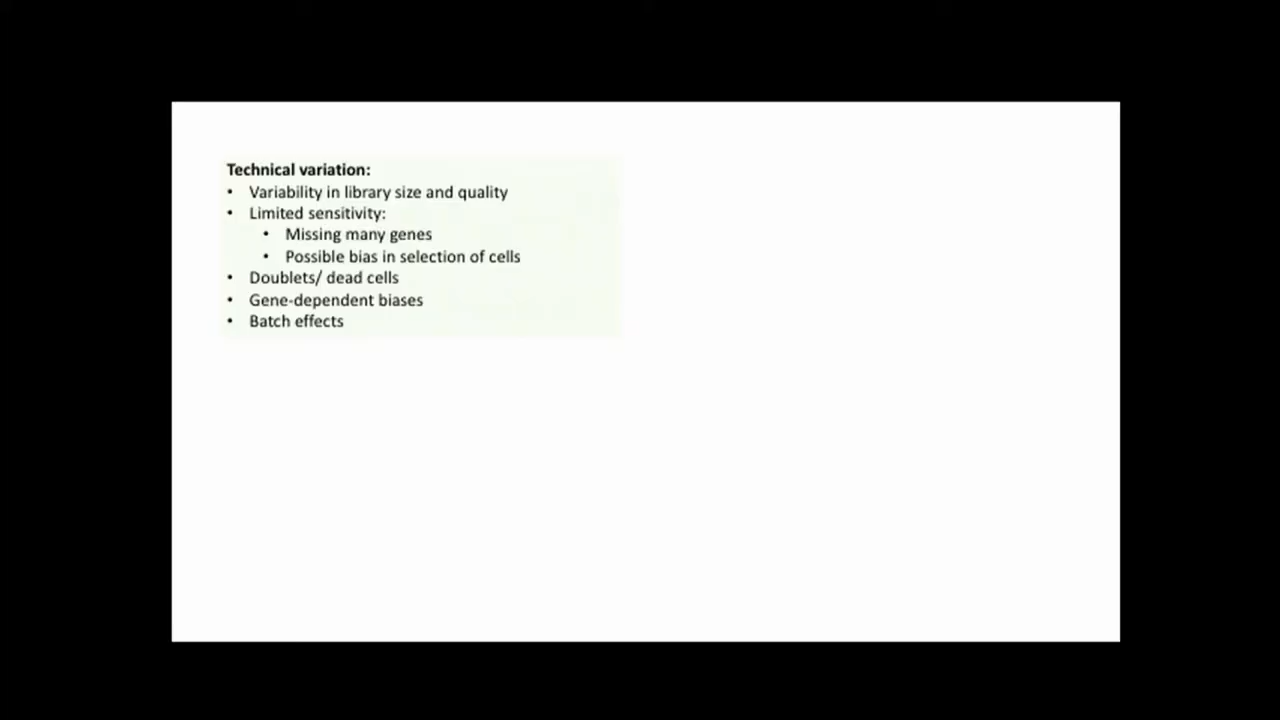 Technical variation:
• Variability in library size and quality
• Limited sensitivity:
• Missing many genes
• Possible bias in selection of cells
• Doublets/ dead cells
• Gene-dependent biases
• Batch effects